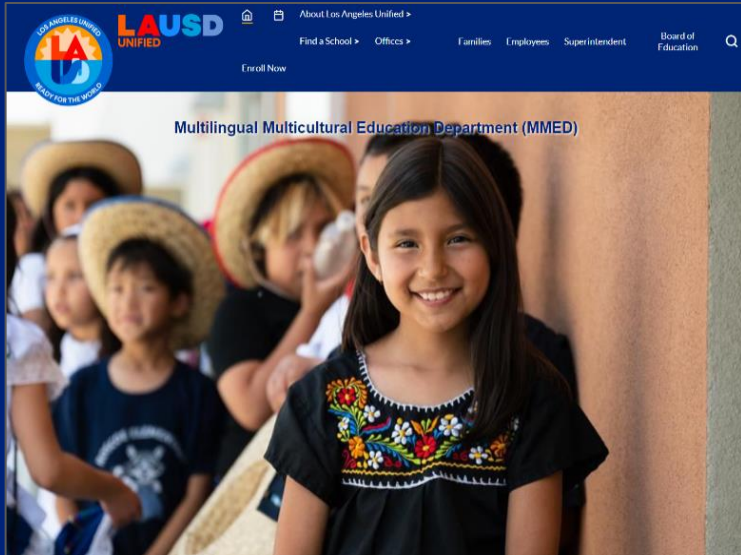 LOS ANGELES UNIFIED
LA
READY FOR THE WORLD
LAUSD
UNIFIED
About Los Angeles Unified >
Find a School >
Offices >
Families
Employees
Superintendent
Board of
Education
Enroll Now
Multilingual Multicultural Education Department (MMED)